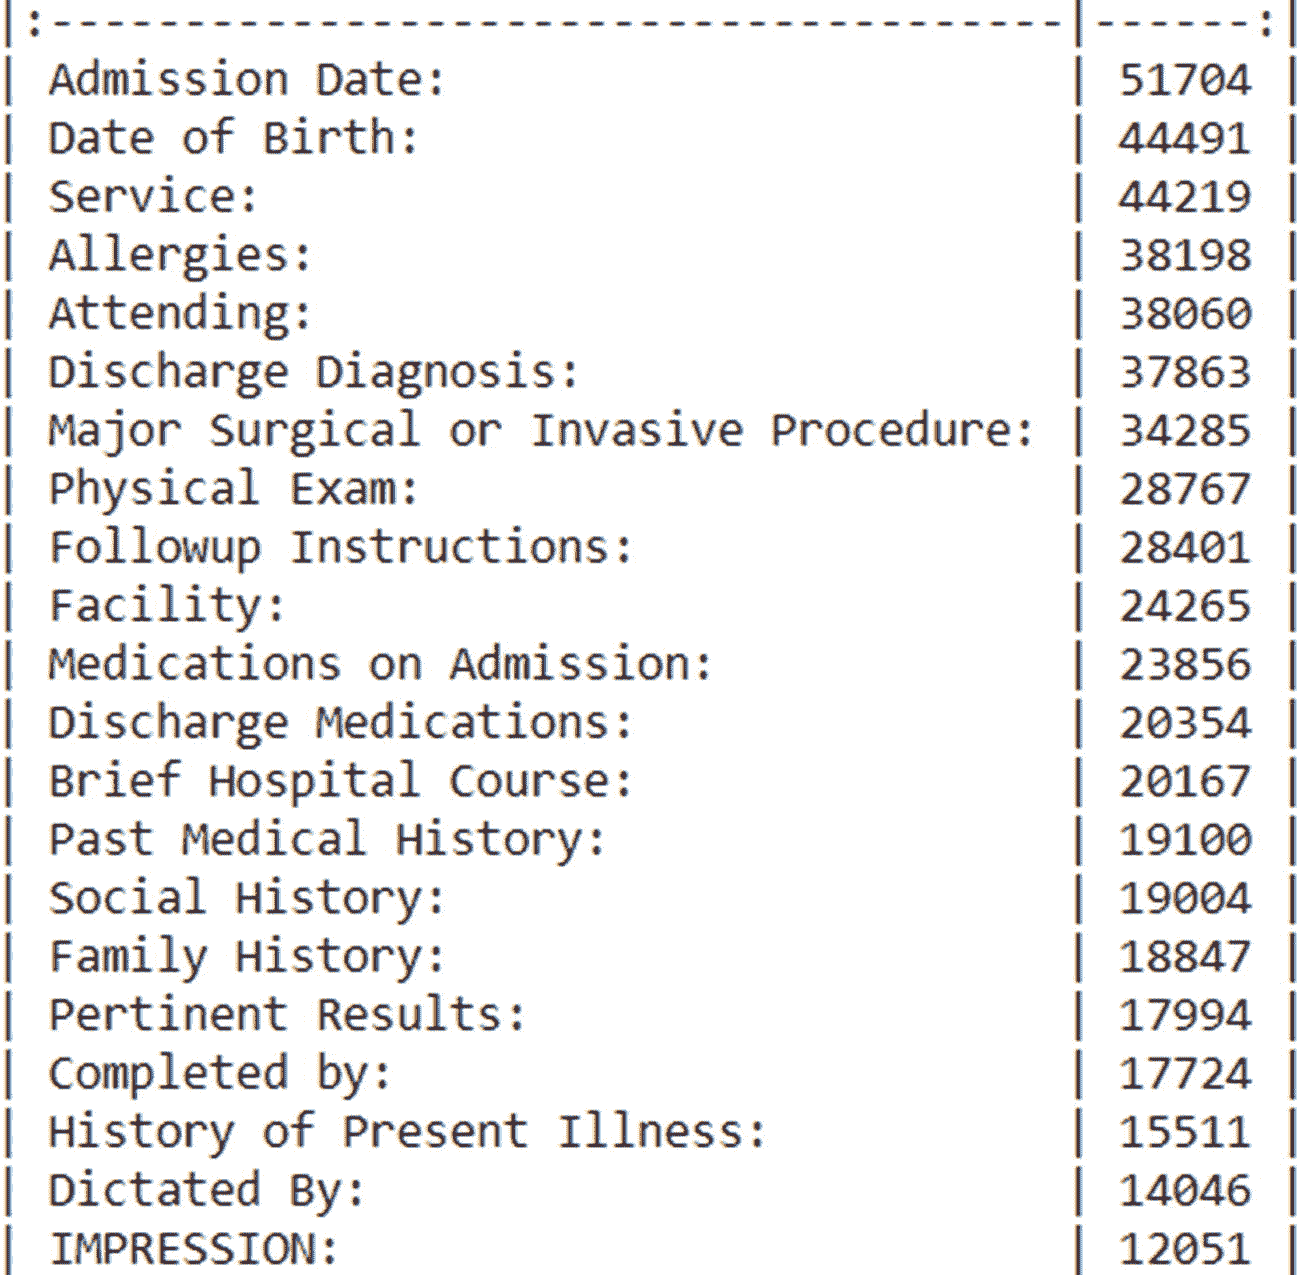 |:--------------------------------------|------:|
| Admission Date:                       | 51704 |
| Date of Birth:                        | 44491 |
| Service:                              | 44219 |
| Allergies:                            | 38198 |
| Attending:                            | 38060 |
| Discharge Diagnosis:                  | 37863 |
| Major Surgical or Invasive Procedure: | 34285 |
| Physical Exam:                        | 28767 |
| Followup Instructions:                | 28401 |
| Facility:                             | 24265 |
| Medications on Admission:             | 23856 |
| Discharge Medications:                | 20354 |
| Brief Hospital Course:                | 20167 |
| Past Medical History:                 | 19100 |
| Social History:                       | 19004 |
| Family History:                       | 18847 |
| Pertinent Results:                    | 17994 |
| Completed by:                         | 17724 |
| History of Present Illness:           | 15511 |
| Dictated By:                          | 14046 |
| IMPRESSION:                           | 12051 |